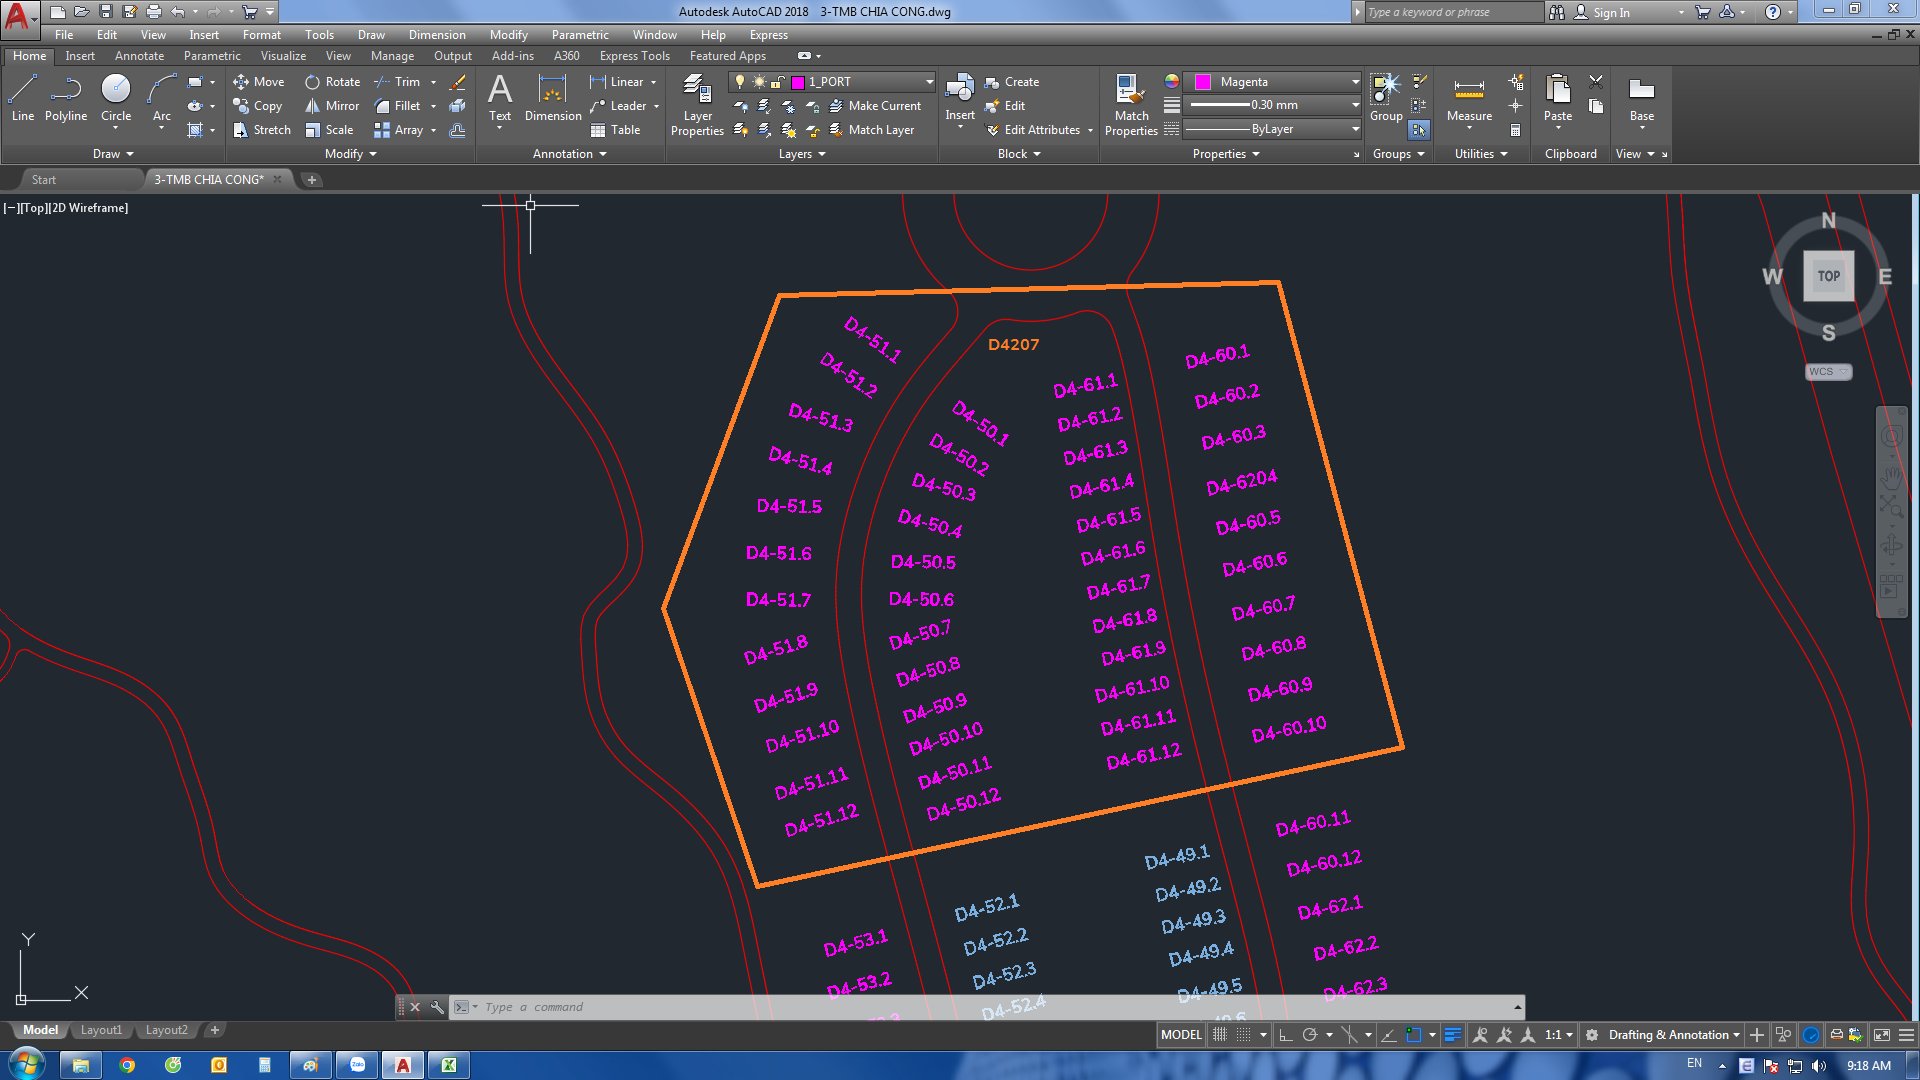 Autodesk AutoCAD 2018 3-TMB CHIA CONG.dwg
Type a keyword or phrase
Sign In
File Edit View Insert Format Tools Draw Dimension Modify Parametric Window Help Express
Home Insert Annotate Parametric Visualize View Manage Output Add-ins A360 Express Tools Featured Apps
Line Polyline Circle Arc
Move Rotate Trim
Copy Mirror Fillet
Stretch Scale Array
Text Dimension
Linear
Leader
Table
Layer Properties
1_PORT
Make Current
Match Layer
Insert
Create
Edit
Edit Attributes
Match Properties
Magenta
0.30 mm
ByLayer
Group
Measure
Paste
Base
Draw Modify Annotation Layers Block Properties Groups Utilities Clipboard View
Start
3-TMB CHIA CONG*
[−][Top][2D Wireframe]
N
W TOP E
S
WCS
D4207
D4-51.1
D4-51.2
D4-51.3
D4-51.4
D4-51.5
D4-51.6
D4-51.7
D4-51.8
D4-51.9
D4-51.10
D4-51.11
D4-51.12
D4-50.1
D4-50.2
D4-50.3
D4-50.4
D4-50.5
D4-50.6
D4-50.7
D4-50.8
D4-50.9
D4-50.10
D4-50.11
D4-50.12
D4-61.1
D4-61.2
D4-61.3
D4-61.4
D4-61.5
D4-61.6
D4-61.7
D4-61.8
D4-61.9
D4-61.10
D4-61.11
D4-61.12
D4-60.1
D4-60.2
D4-60.3
D4-6204
D4-60.5
D4-60.6
D4-60.7
D4-60.8
D4-60.9
D4-60.10
D4-60.11
D4-60.12
D4-62.1
D4-62.2
D4-62.3
D4-49.1
D4-49.2
D4-49.3
D4-49.4
D4-49.5
D4-52.1
D4-52.2
D4-52.3
D4-52.4
D4-53.1
D4-53.2
Y
X
Type a command
Model Layout1 Layout2
MODEL
1:1
Drafting & Annotation
Zalo
EN
9:18 AM